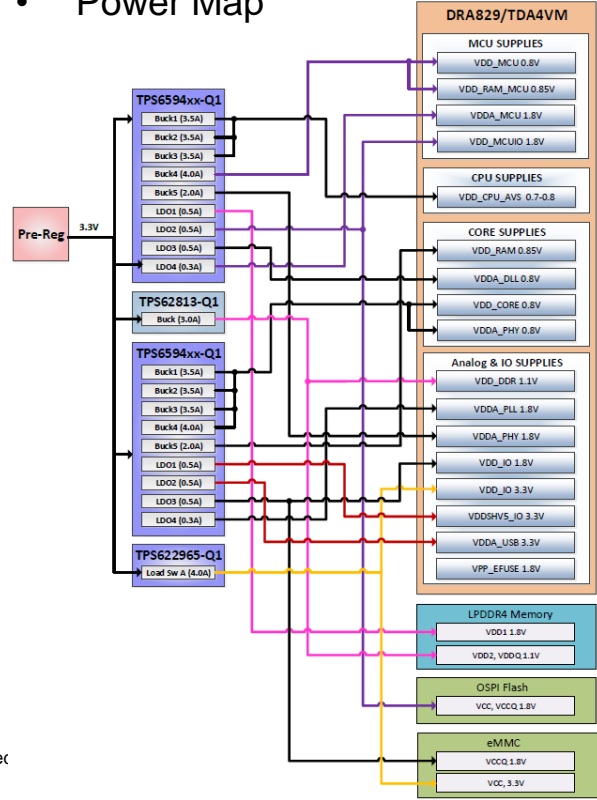 • Power Map
DRA829/TDA4VM
MCU SUPPLIES
VDD_MCU 0.8V
VDD_RAM_MCU 0.85V
VDDA_MCU 1.8V
VDD_MCUIO 1.8V
CPU SUPPLIES
VDD_CPU_AVS 0.7-0.8
CORE SUPPLIES
VDD_RAM 0.85V
VDDA_DLL 0.8V
VDD_CORE 0.8V
VDDA_PHY 0.8V
Analog & IO SUPPLIES
VDD_DDR 1.1V
VDDA_PLL 1.8V
VDDA_PHY 1.8V
VDD_IO 1.8V
VDD_IO 3.3V
VDDSHV5_IO 3.3V
VDDA_USB 3.3V
VPP_EFUSE 1.8V
LPDDR4 Memory
VDD1 1.8V
VDD2, VDDQ 1.1V
OSPI Flash
VCC, VCCQ 1.8V
eMMC
VCCQ 1.8V
VCC, 3.3V
Pre-Reg
3.3V
TPS6594xx-Q1
Buck1 (3.5A)
Buck2 (3.5A)
Buck3 (3.5A)
Buck4 (4.0A)
Buck5 (2.0A)
LDO1 (0.5A)
LDO2 (0.5A)
LDO3 (0.5A)
LDO4 (0.3A)
TPS62813-Q1
Buck (3.0A)
TPS6594xx-Q1
Buck1 (3.5A)
Buck2 (3.5A)
Buck3 (3.5A)
Buck4 (4.0A)
Buck5 (2.0A)
LDO1 (0.5A)
LDO2 (0.5A)
LDO3 (0.5A)
LDO4 (0.3A)
TPS622965-Q1
Load Sw A (4.0A)